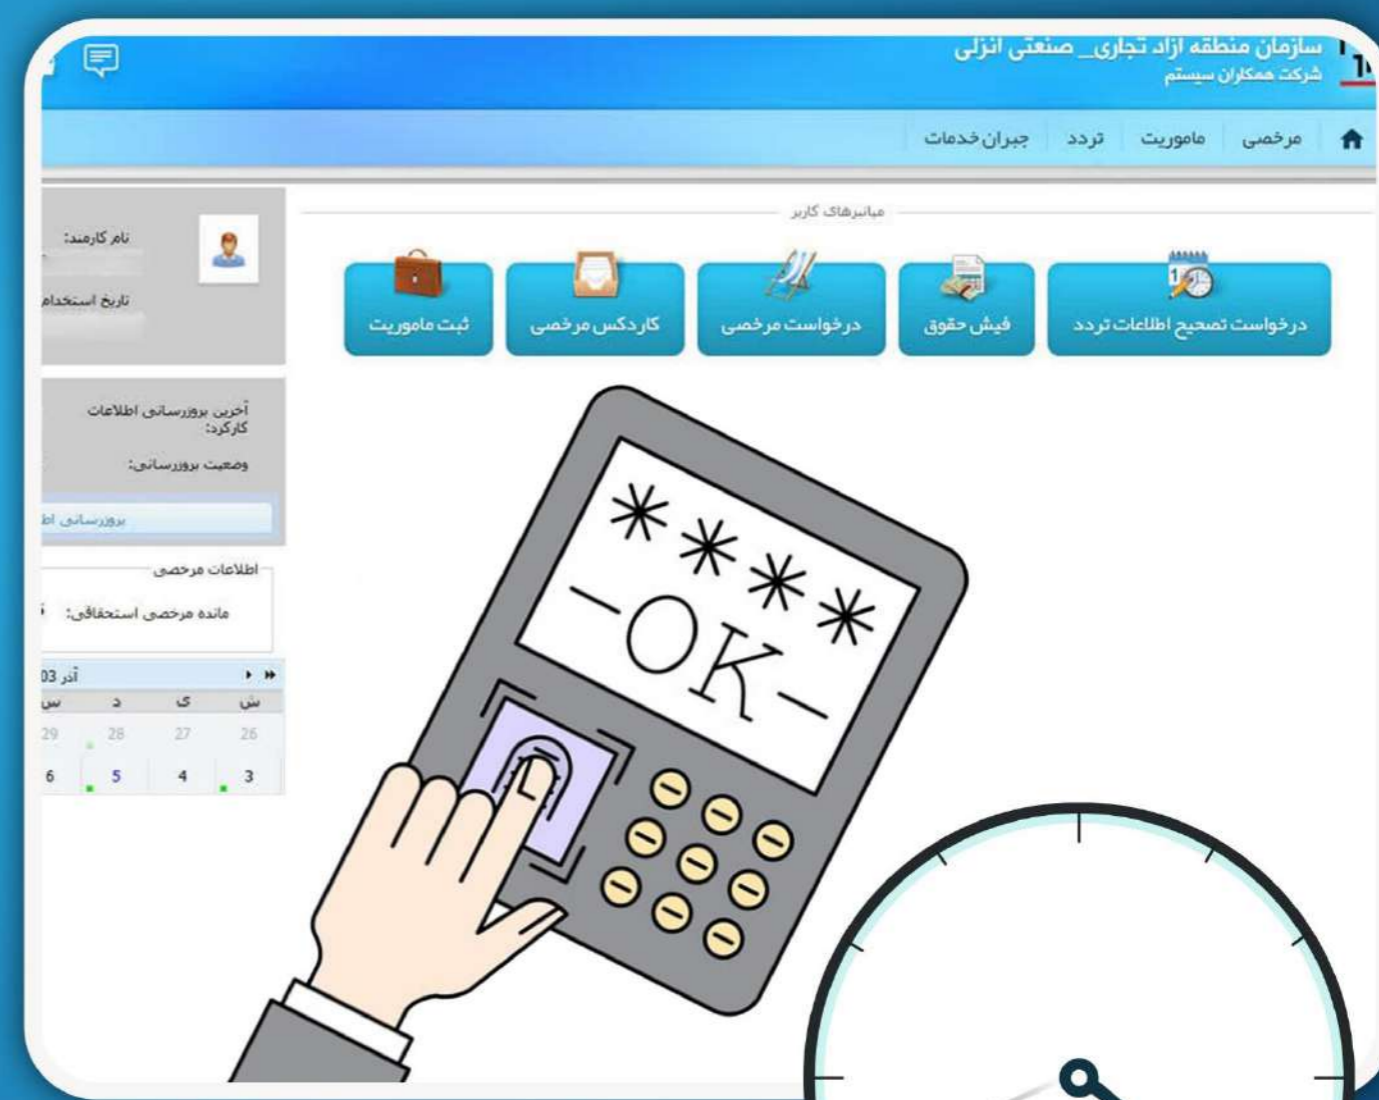 سازمان منطقه آزاد تجاری_ صنعتی انزلی
شرکت همکاران سیستم
مرخصی
ماموریت
تردد
جبران خدمات
میانبرهای کاربر
درخواست تصحیح اطلاعات تردد
فیش حقوق
درخواست مرخصی
کاردکس مرخصی
ثبت ماموریت
نام کارمند:
تاریخ استخدام
آخرین بروزرسانی اطلاعات
کارکرد:
وضعیت بروزرسانی:
بروزرسانی
اطلاعات مرخصی
مانده مرخصی استحقاقی:
آذر 03
ش ی د س
26 27 28 29
3 4 5 6
****
-OK-